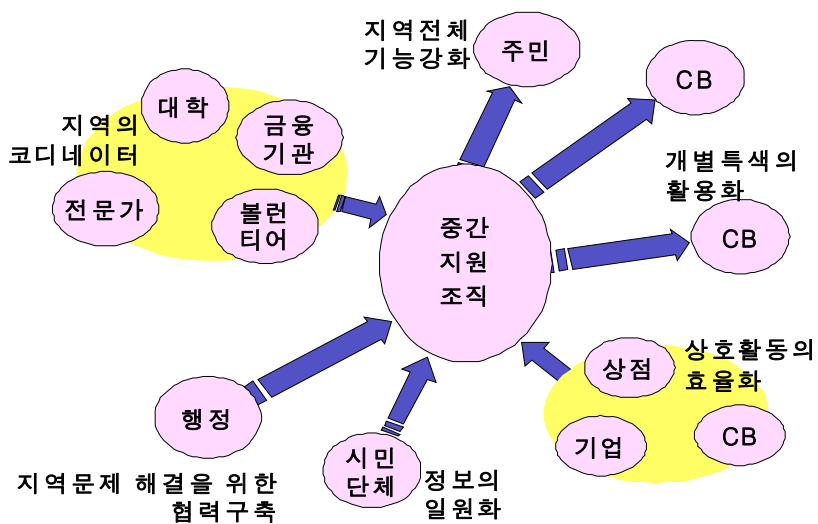 지역전체
기능강화
주민
CB
대학
지역의
코디네이터
금융
기관
전문가
볼런
티어
개별특색의
활용화
CB
중간
지원
조직
상점
상호활동의
효율화
기업
CB
행정
지역문제 해결을 위한
협력구축
시민
단체
정보의
일원화